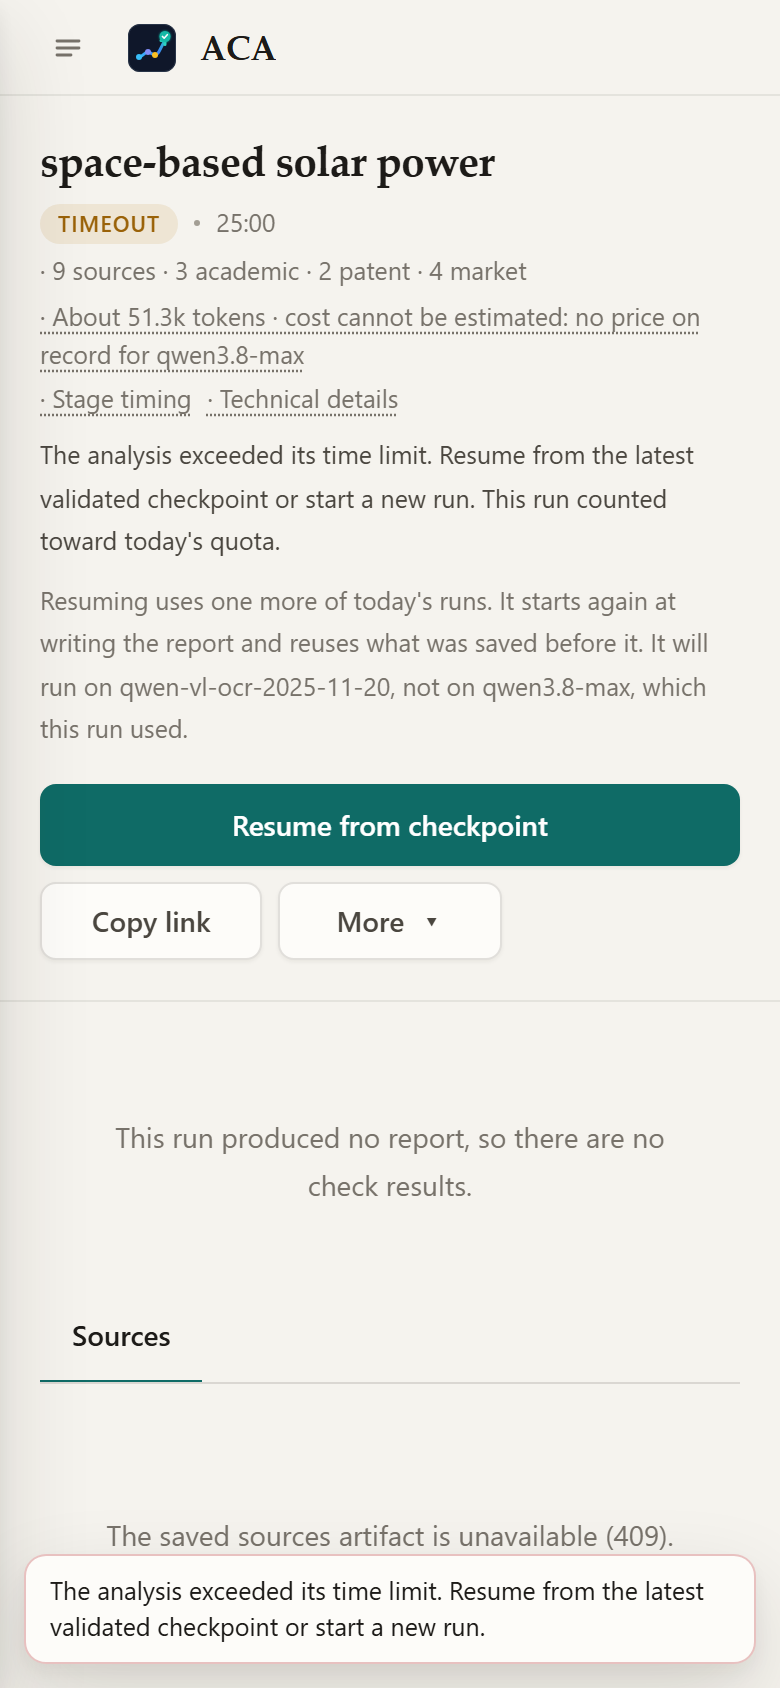 ACA
space-based solar power
TIMEOUT • 25:00
· 9 sources · 3 academic · 2 patent · 4 market
· About 51.3k tokens · cost cannot be estimated: no price on
record for qwen3.8-max
· Stage timing · Technical details
The analysis exceeded its time limit. Resume from the latest
validated checkpoint or start a new run. This run counted
toward today's quota.
Resuming uses one more of today's runs. It starts again at
writing the report and reuses what was saved before it. It will
run on qwen-vl-ocr-2025-11-20, not on qwen3.8-max, which
this run used.
Resume from checkpoint
Copy link
More ▼
This run produced no report, so there are no
check results.
Sources
The saved sources artifact is unavailable (409).
The analysis exceeded its time limit. Resume from the latest
validated checkpoint or start a new run.